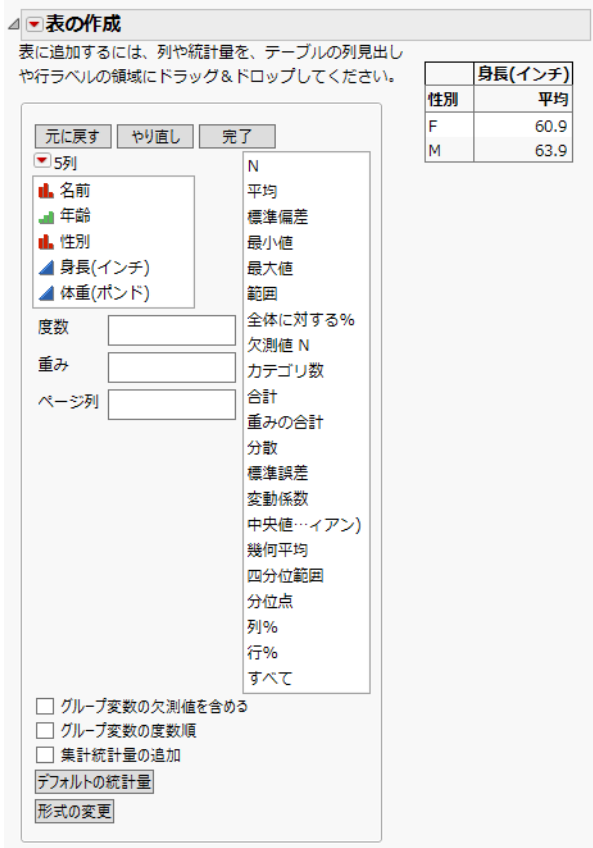 表の作成
表に追加するには、列や統計量を、テーブルの列見出し
や行ラベルの領域にドラッグ＆ドロップしてください。
身長(インチ)
性別 平均
F 60.9
M 63.9
元に戻す やり直し 完了
5列
名前
年齢
性別
身長(インチ)
体重(ポンド)
度数
重み
ページ列
N
平均
標準偏差
最小値
最大値
範囲
全体に対する%
欠測値 N
カテゴリ数
合計
重みの合計
分散
標準誤差
変動係数
中央値…ィアン)
幾何平均
四分位範囲
分位点
列%
行%
すべて
グループ変数の欠測値を含める
グループ変数の度数順
集計統計量の追加
デフォルトの統計量
形式の変更